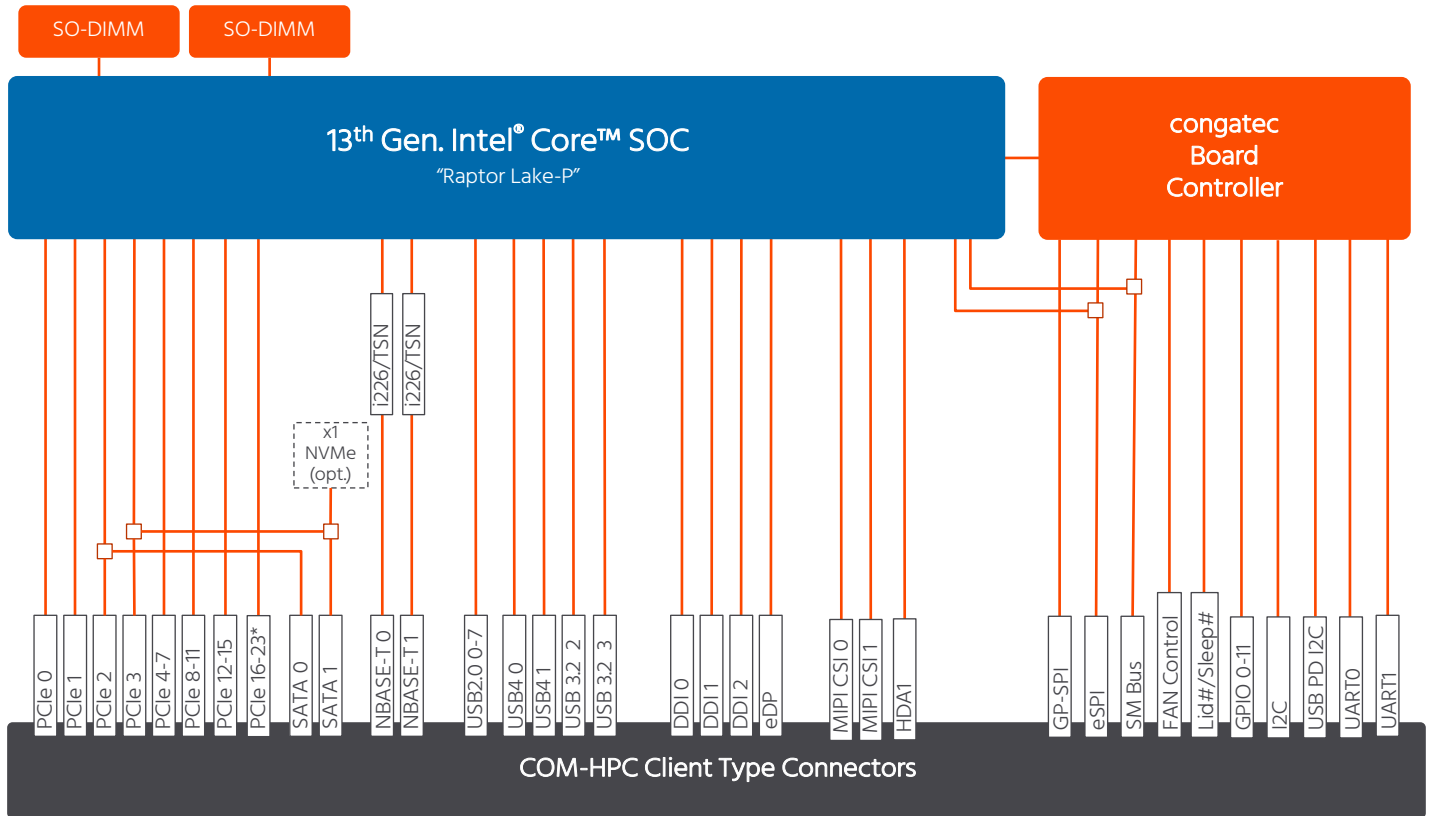 SO-DIMM
SO-DIMM
13th Gen. Intel® Core™ SOC
“Raptor Lake-P”
congatec
Board
Controller
i226/TSN
i226/TSN
x1
NVMe
(opt.)
PCIe 0
PCIe 1
PCIe 2
PCIe 3
PCIe 4-7
PCIe 8-11
PCIe 12-15
PCIe 16-23*
SATA 0
SATA 1
NBASE-T 0
NBASE-T 1
USB2.0 0-7
USB4 0
USB4 1
USB 3.2 2
USB 3.2 3
DDI 0
DDI 1
DDI 2
eDP
MIPI CSI 0
MIPI CSI 1
HDA1
GP-SPI
eSPI
SM Bus
FAN Control
Lid#/Sleep#
GPIO 0-11
I2C
USB PD I2C
UART0
UART1
COM-HPC Client Type Connectors